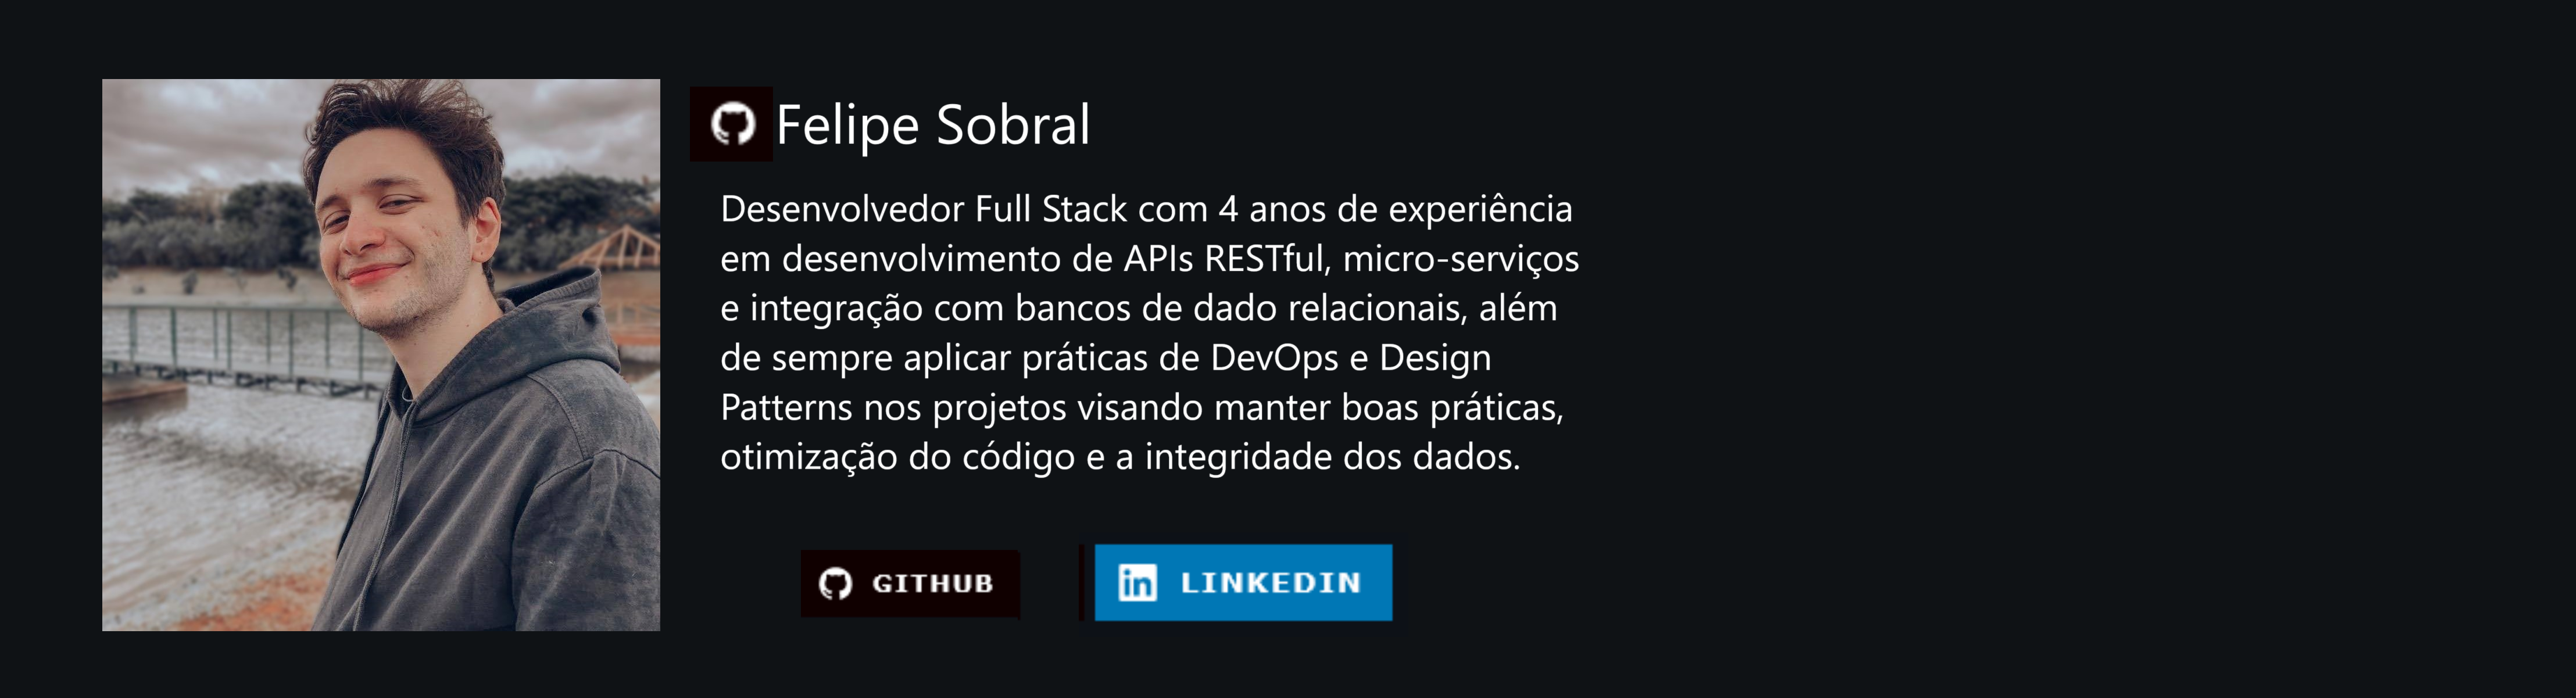 Felipe Sobral
Desenvolvedor Full Stack com 4 anos de experiência
em desenvolvimento de APIs RESTful, micro-serviços
e integração com bancos de dado relacionais, além
de sempre aplicar práticas de DevOps e Design
Patterns nos projetos visando manter boas práticas,
otimização do código e a integridade dos dados.
GITHUB
in LINKEDIN